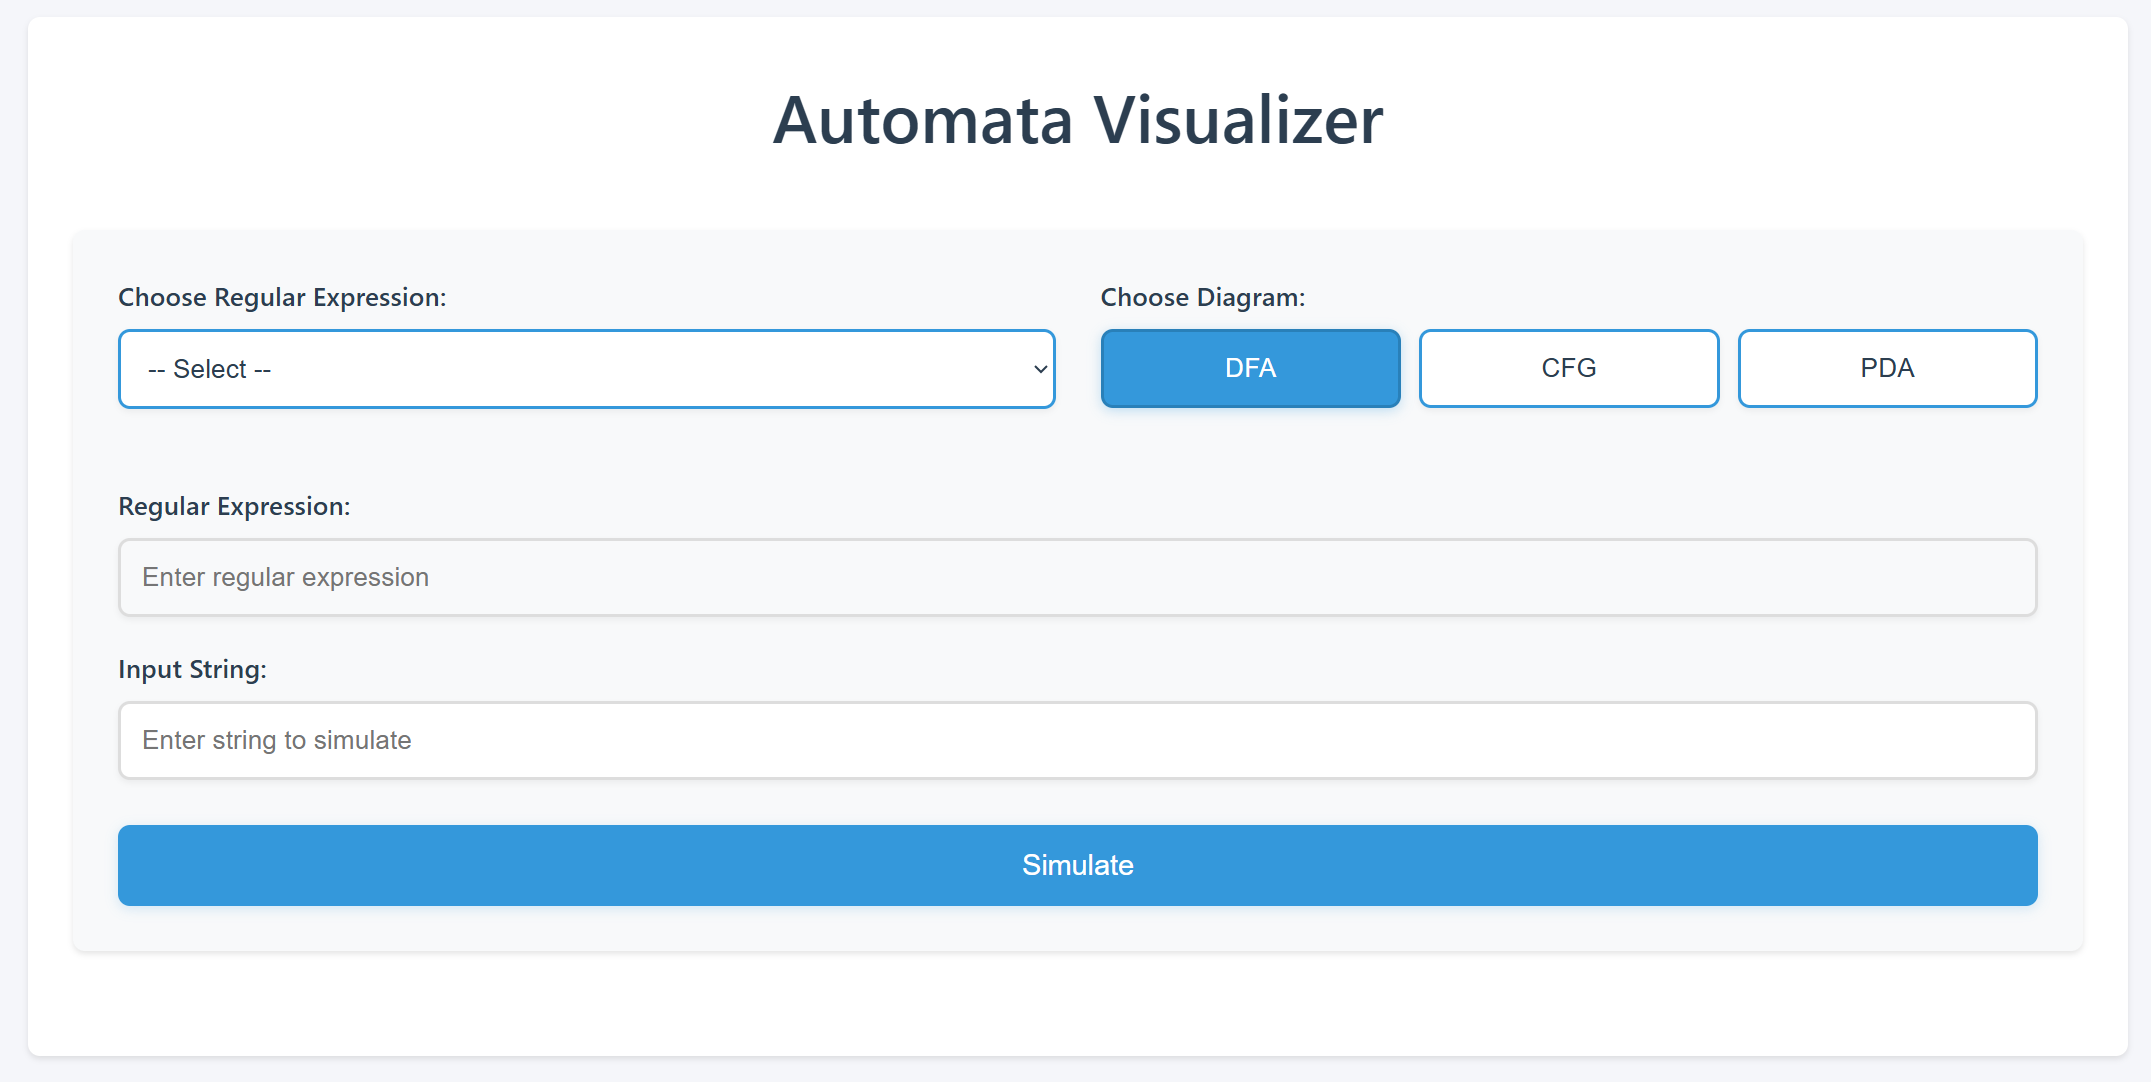 Automata Visualizer
Choose Regular Expression:
-- Select --
Choose Diagram:
DFA
CFG
PDA
Regular Expression:
Enter regular expression
Input String:
Enter string to simulate
Simulate